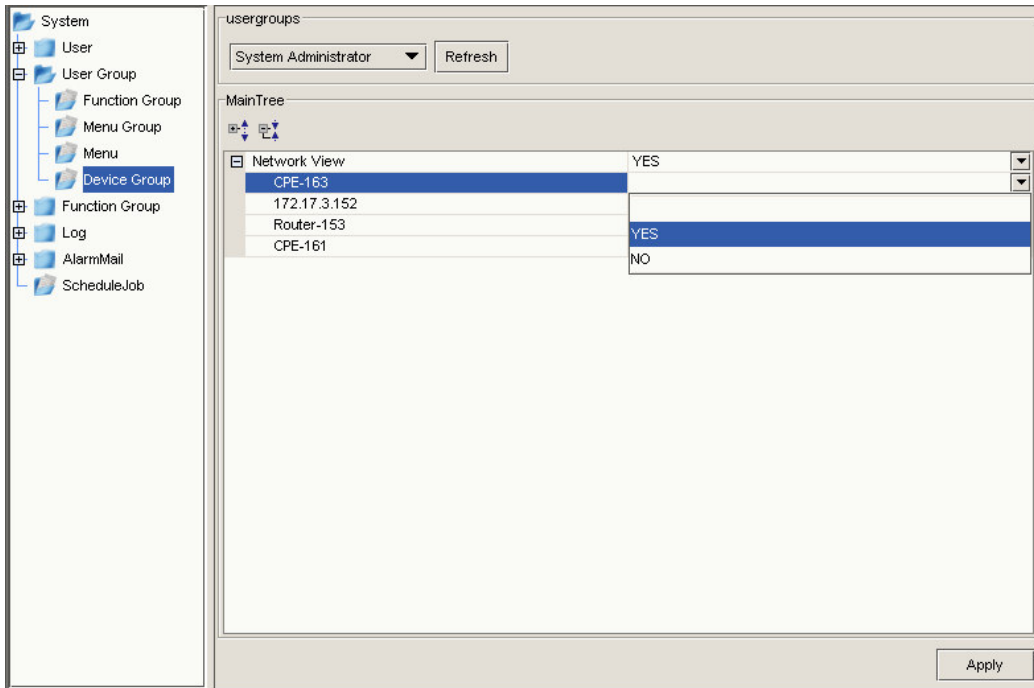 System
User
User Group
Function Group
Menu Group
Menu
Device Group
Function Group
Log
AlarmMail
ScheduleJob
usergroups
System Administrator Refresh
MainTree
Network View YES
CPE-163
172.17.3.152
Router-153
YES
CPE-161
NO
Apply